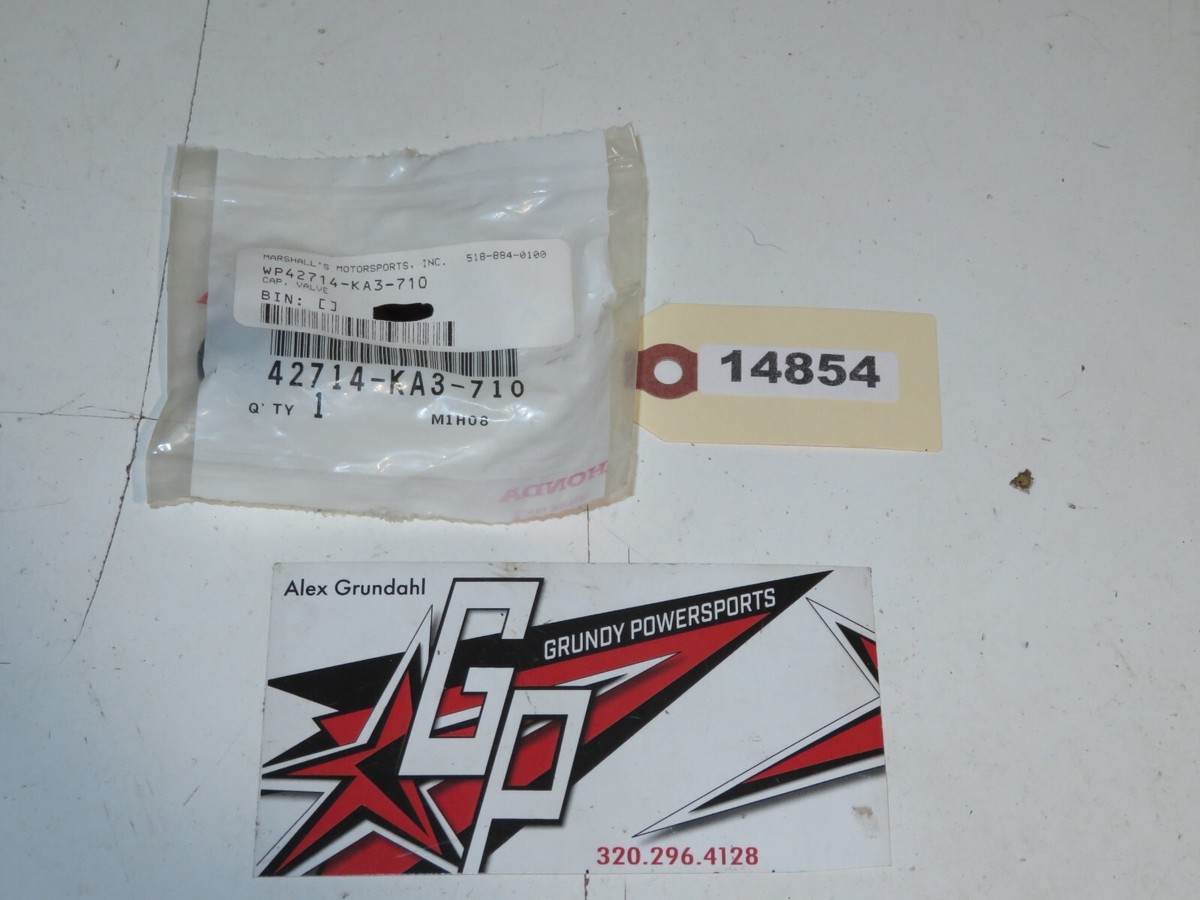 MARSHALL'S MOTORSPORTS, INC. 518-884-0100
WP42714-KA3-710
CAP, VALVE
BIN: []
42714-KA3-710
Q'TY 1 M1H08
HONDA
14854
Alex Grundahl
GP
GRUNDY POWERSPORTS
320.296.4128